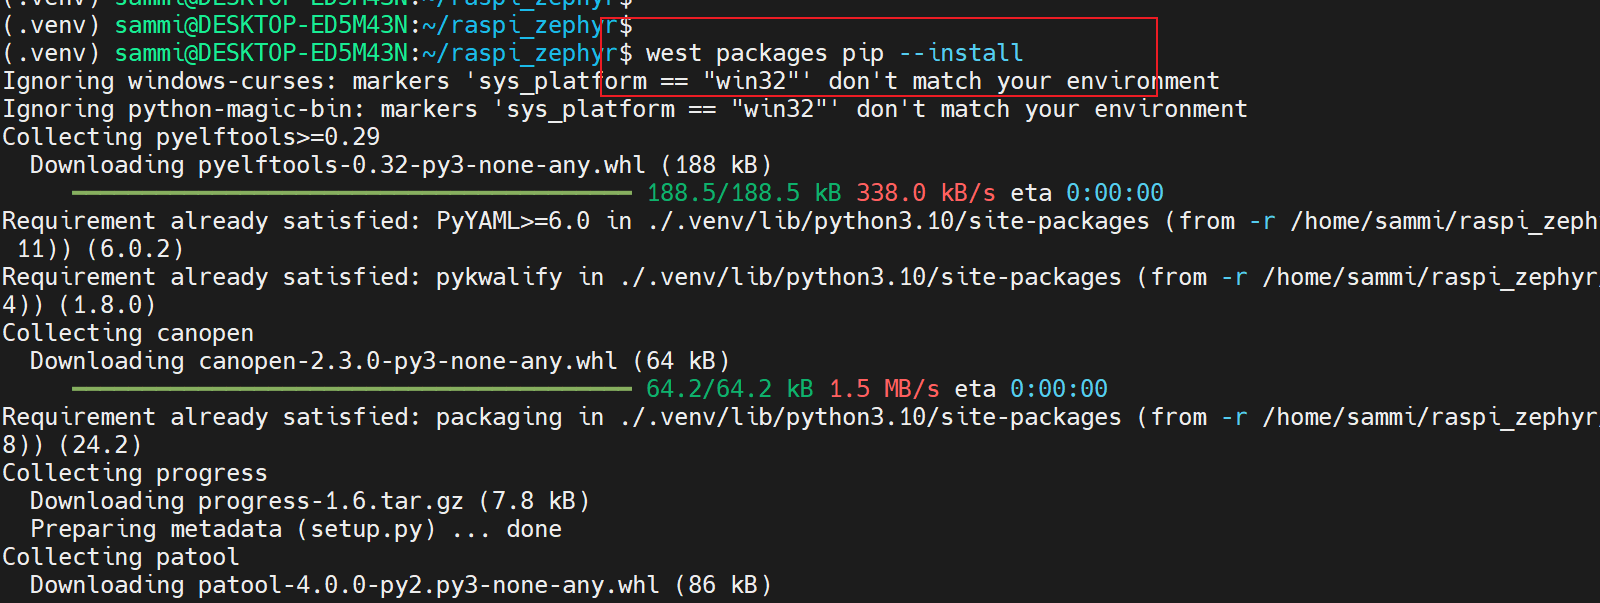 (.venv) sammi@DESKTOP-ED5M43N:~/raspi_zephyr$
(.venv) sammi@DESKTOP-ED5M43N:~/raspi_zephyr$
(.venv) sammi@DESKTOP-ED5M43N:~/raspi_zephyr$ west packages pip --install
Ignoring windows-curses: markers 'sys_platform == "win32"' don't match your environment
Ignoring python-magic-bin: markers 'sys_platform == "win32"' don't match your environment
Collecting pyelftools>=0.29
  Downloading pyelftools-0.32-py3-none-any.whl (188 kB)
188.5/188.5 kB 338.0 kB/s eta 0:00:00
Requirement already satisfied: PyYAML>=6.0 in ./.venv/lib/python3.10/site-packages (from -r /home/sammi/raspi_zeph
 11)) (6.0.2)
Requirement already satisfied: pykwalify in ./.venv/lib/python3.10/site-packages (from -r /home/sammi/raspi_zephyr/
4)) (1.8.0)
Collecting canopen
  Downloading canopen-2.3.0-py3-none-any.whl (64 kB)
64.2/64.2 kB 1.5 MB/s eta 0:00:00
Requirement already satisfied: packaging in ./.venv/lib/python3.10/site-packages (from -r /home/sammi/raspi_zephyr/
8)) (24.2)
Collecting progress
  Downloading progress-1.6.tar.gz (7.8 kB)
  Preparing metadata (setup.py) ... done
Collecting patool
  Downloading patool-4.0.0-py2.py3-none-any.whl (86 kB)